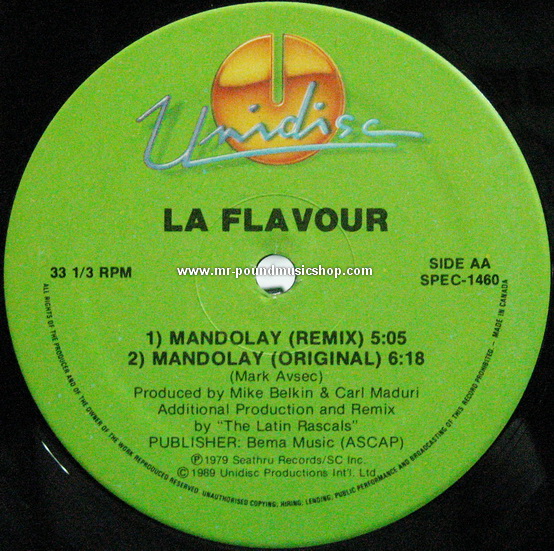 Unidisc
LA FLAVOUR
33 1/3 RPM
www.mr-poundmusicshop.com
SIDE AA
SPEC-1460
1) MANDOLAY (REMIX) 5:05
2) MANDOLAY (ORIGINAL) 6:18
(Mark Avsec)
Produced by Mike Belkin & Carl Maduri
Additional Production and Remix
by "The Latin Rascals"
PUBLISHER: Bema Music (ASCAP)
Ⓟ1979 Seathru Records/SC Inc.
©1989 Unidisc Productions Int'l. Ltd.
ALL RIGHTS OF THE PRODUCER AND OF THE OWNER OF THE WORK REPRODUCED RESERVED. UNAUTHORISED COPYING; HIRING; LENDING; PUBLIC PERFORMANCE AND BROADCASTING OF THIS RECORD PROHIBITED. - MADE IN CANADA